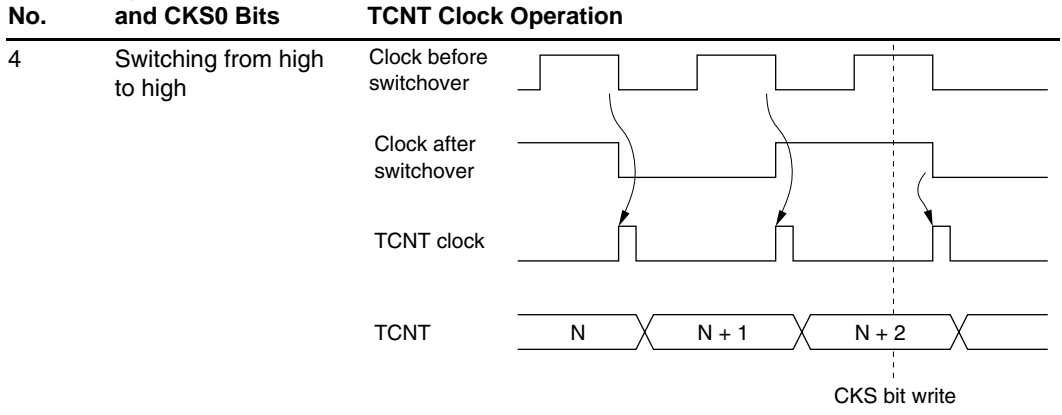 No. and CKS0 Bits TCNT Clock Operation
4 Switching from high Clock before
to high switchover
Clock after
switchover
TCNT clock
TCNT N N + 1 N + 2
CKS bit write